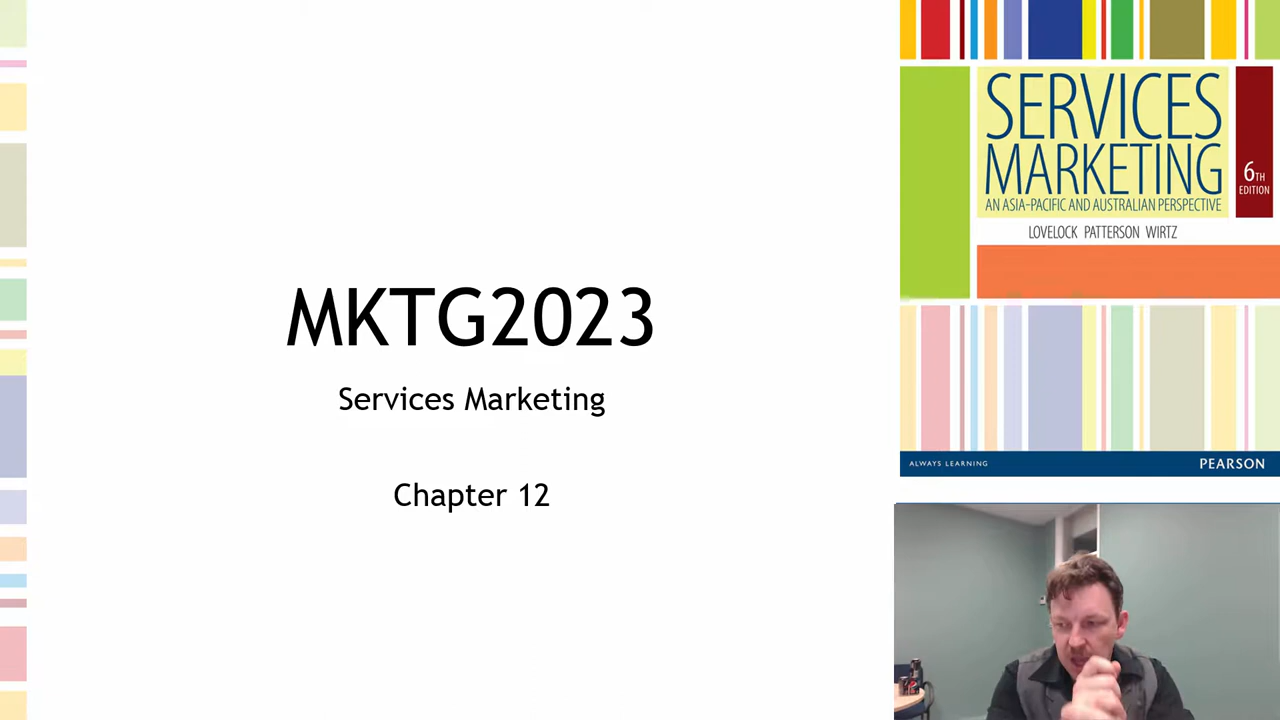 MKTG2023
Services Marketing
Chapter 12
SERVICES
MARKETING
AN ASIA-PACIFIC AND AUSTRALIAN PERSPECTIVE
6TH
EDITION
LOVELOCK PATTERSON WIRTZ
ALWAYS LEARNING
PEARSON